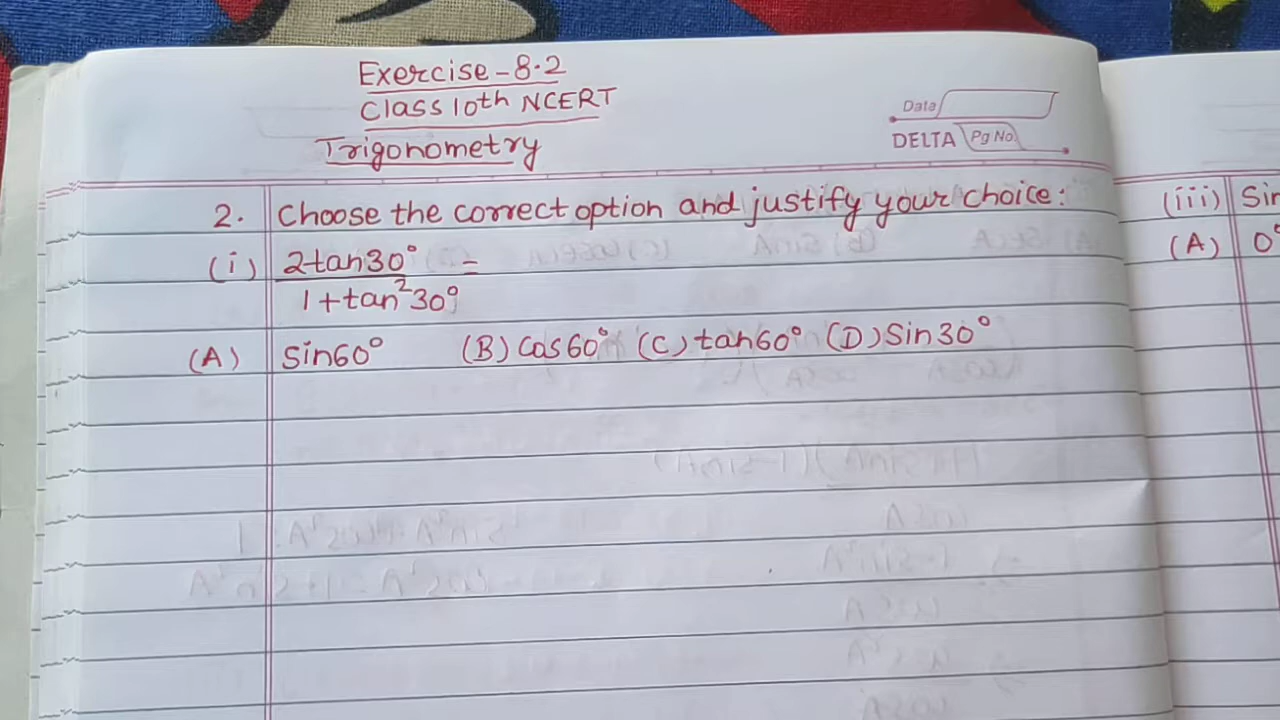 Exercise-8.2
Class 10th NCERT
Trigonometry
Date
DELTA Pg No.
2. Choose the correct option and justify your choice:
(i) 2tan30° =
1+tan²30°
(A) Sin60° (B) Cos60° (C) tan60° (D) Sin30°
(iii) Sin
(A) 0°